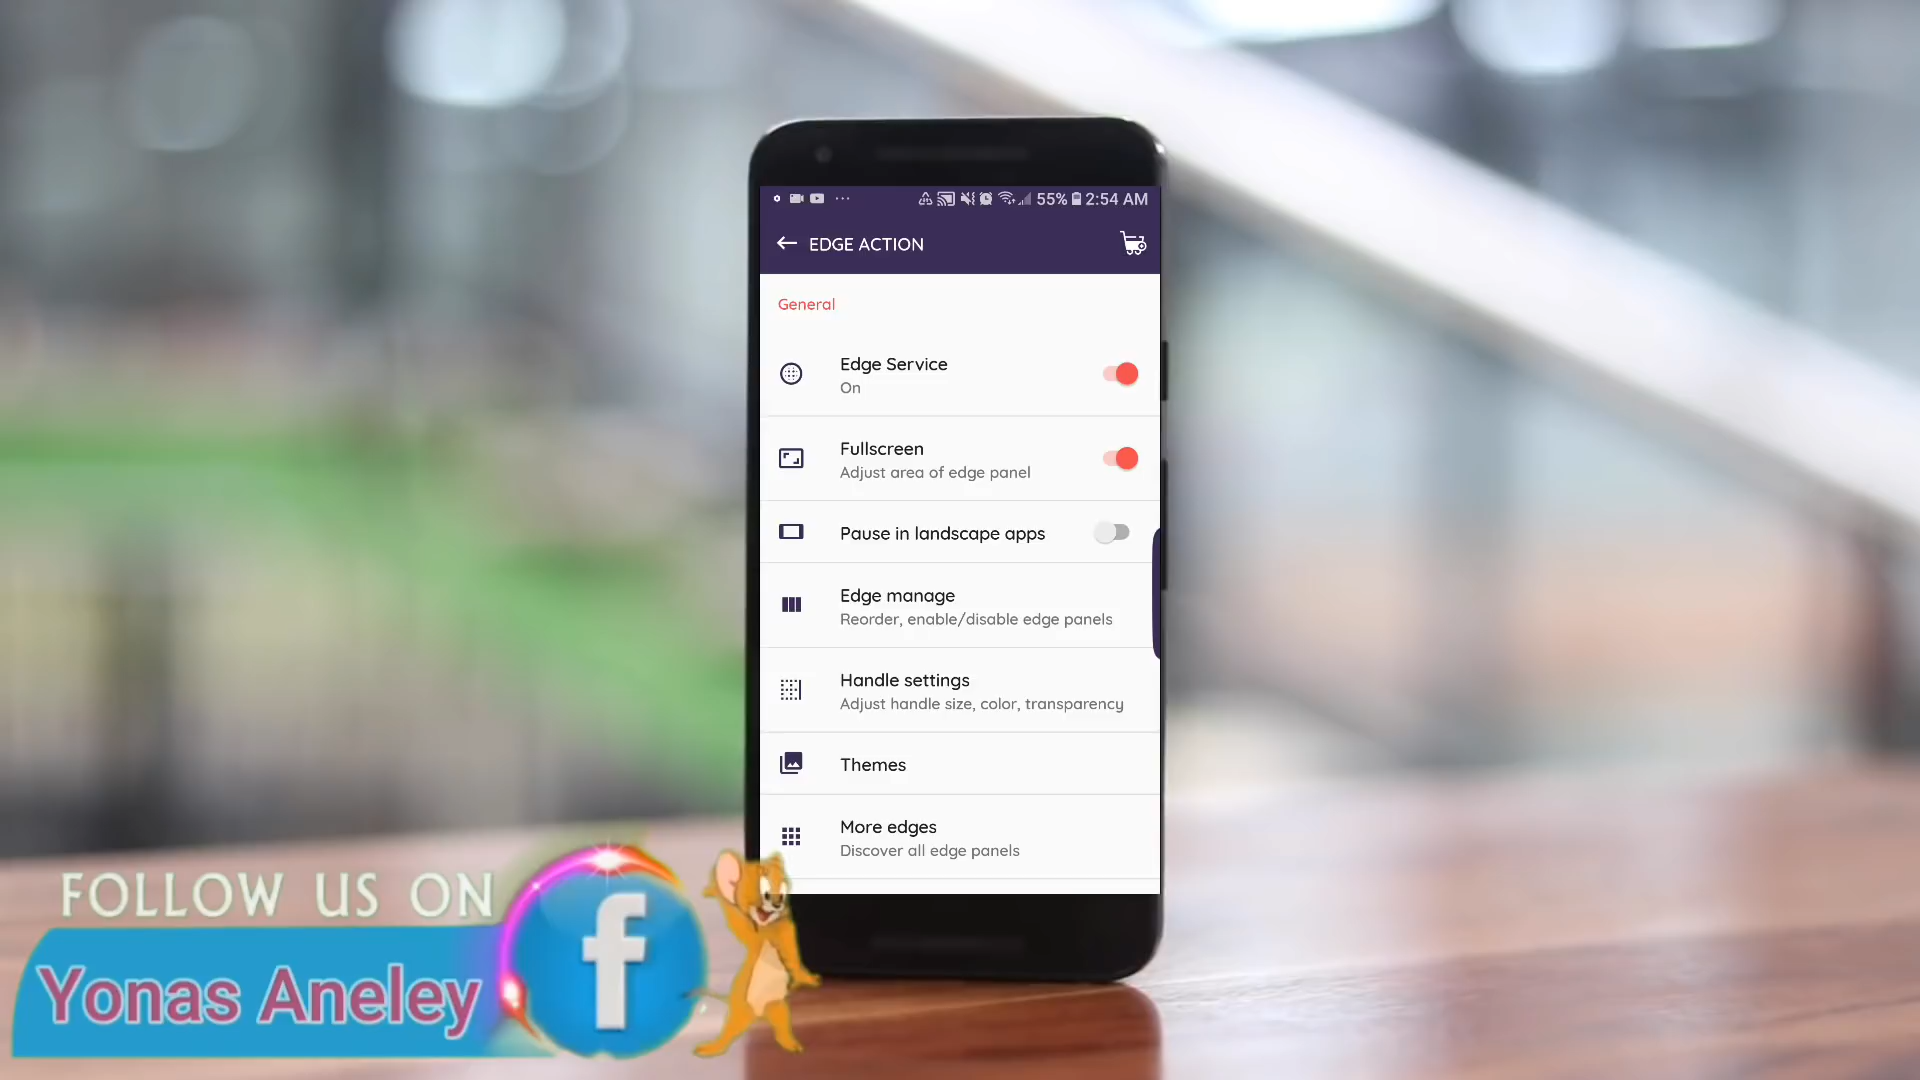 55% 2:54 AM
EDGE ACTION
General
Edge Service
On
Fullscreen
Adjust area of edge panel
Pause in landscape apps
Edge manage
Reorder, enable/disable edge panels
Handle settings
Adjust handle size, color, transparency
Themes
More edges
Discover all edge panels
FOLLOW US ON
f
Yonas Aneley